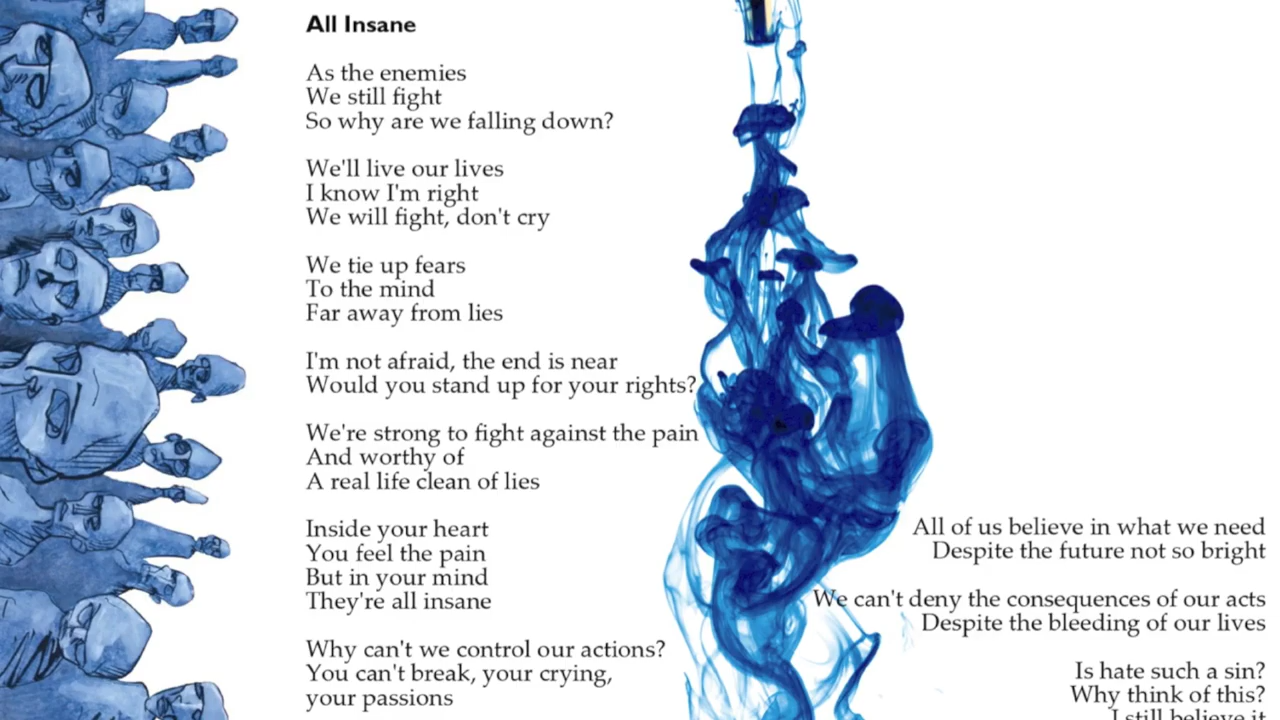 All Insane
As the enemies
We still fight
So why are we falling down?
We'll live our lives
I know I'm right
We will fight, don't cry
We tie up fears
To the mind
Far away from lies
I'm not afraid, the end is near
Would you stand up for your rights?
We're strong to fight against the pain
And worthy of
A real life clean of lies
Inside your heart
You feel the pain
But in your mind
They're all insane
Why can't we control our actions?
You can't break, your crying,
your passions
All of us believe in what we need
Despite the future not so bright
We can't deny the consequences of our acts
Despite the bleeding of our lives
Is hate such a sin?
Why think of this?
I still believe it